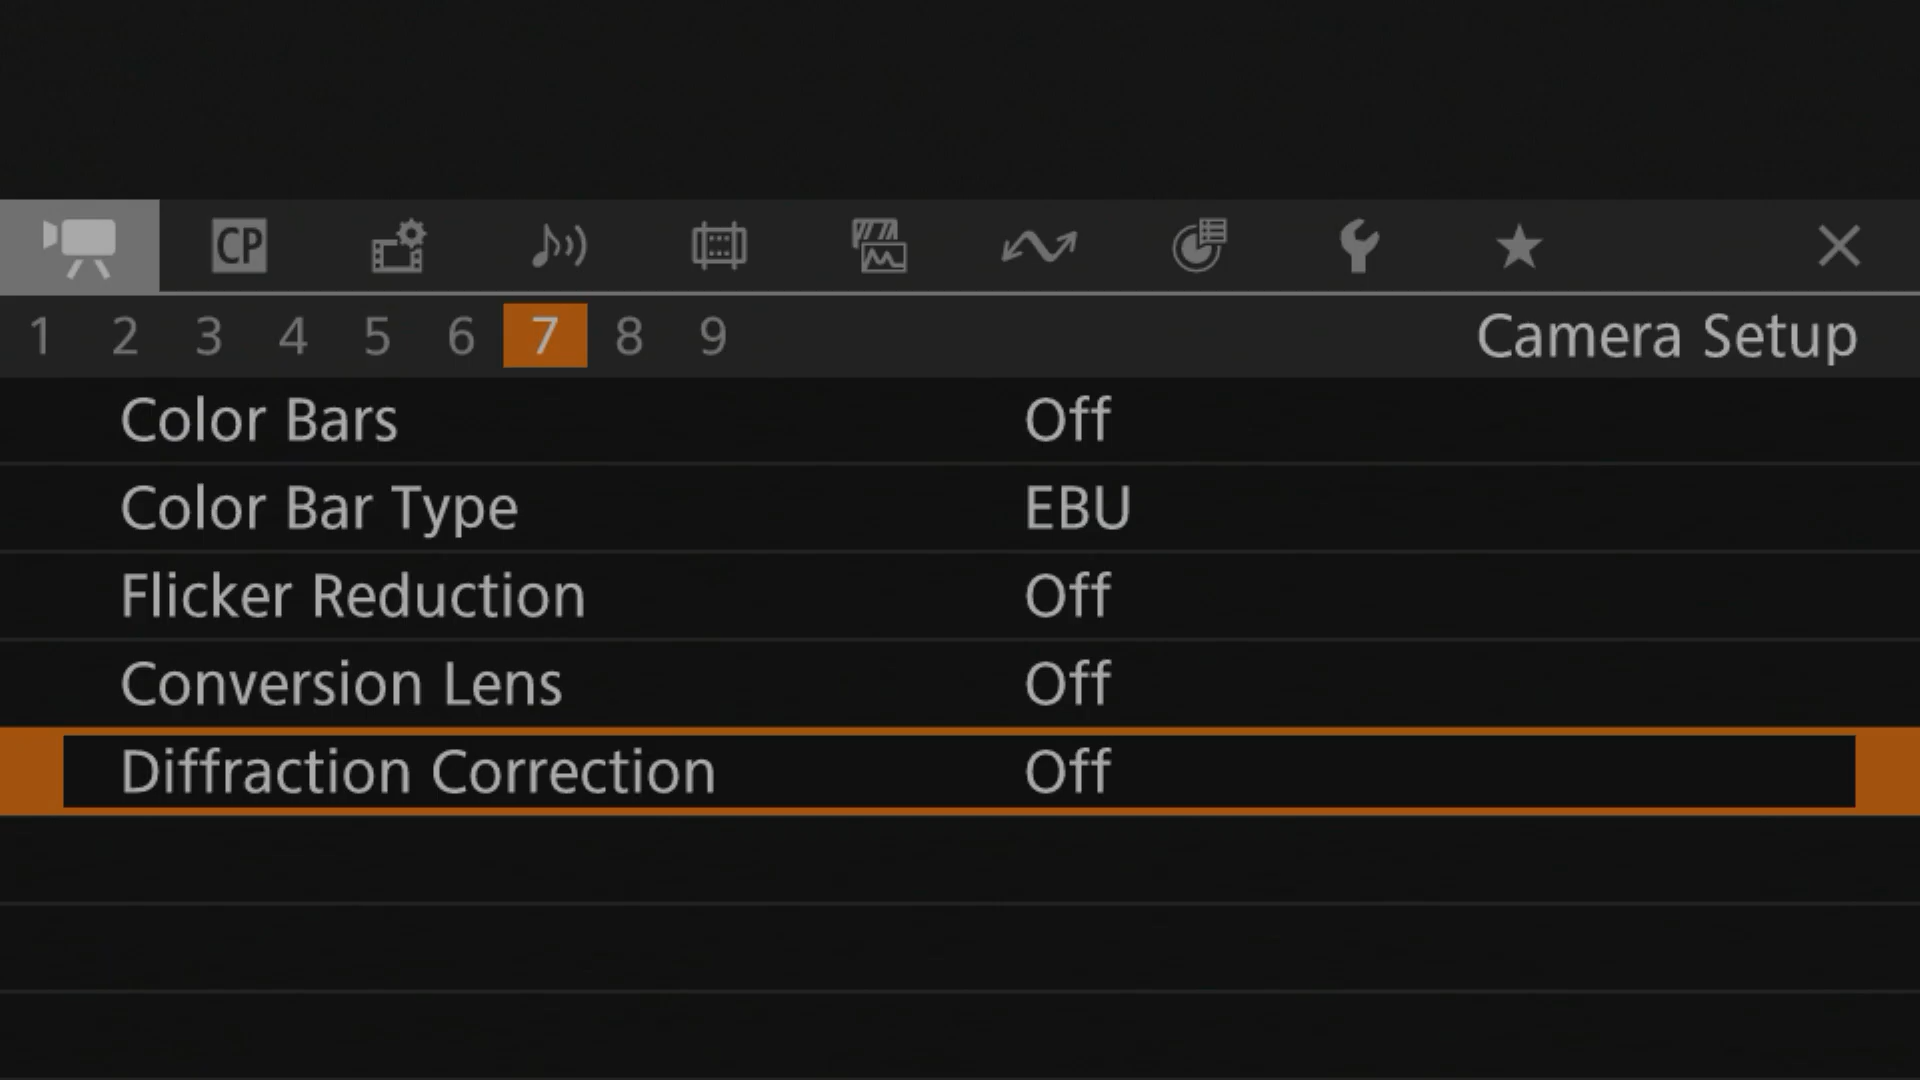 CP
1 2 3 4 5 6 7 8 9 Camera Setup
Color Bars Off
Color Bar Type EBU
Flicker Reduction Off
Conversion Lens Off
Diffraction Correction Off